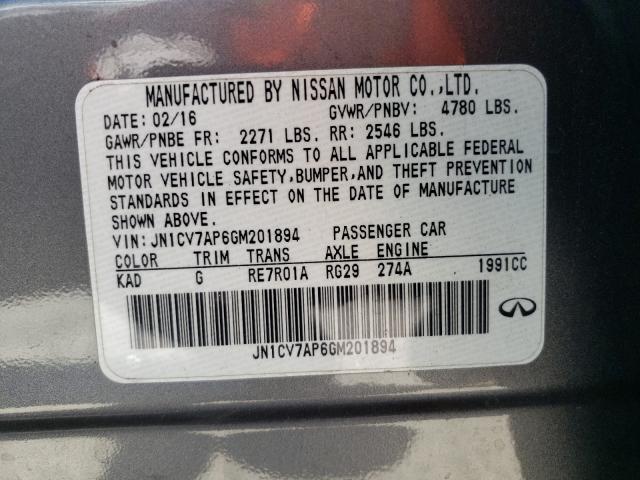 MANUFACTURED BY NISSAN MOTOR CO.,LTD.
DATE: 02/16 GVWR/PNBV: 4780 LBS.
GAWR/PNBE FR: 2271 LBS. RR: 2546 LBS.
THIS VEHICLE CONFORMS TO ALL APPLICABLE FEDERAL
MOTOR VEHICLE SAFETY,BUMPER,AND THEFT PREVENTION
STANDARDS IN EFFECT ON THE DATE OF MANUFACTURE
SHOWN ABOVE.
VIN: JN1CV7AP6GM201894 PASSENGER CAR
COLOR TRIM TRANS AXLE ENGINE
KAD G RE7R01A RG29 274A 1991CC
JN1CV7AP6GM201894